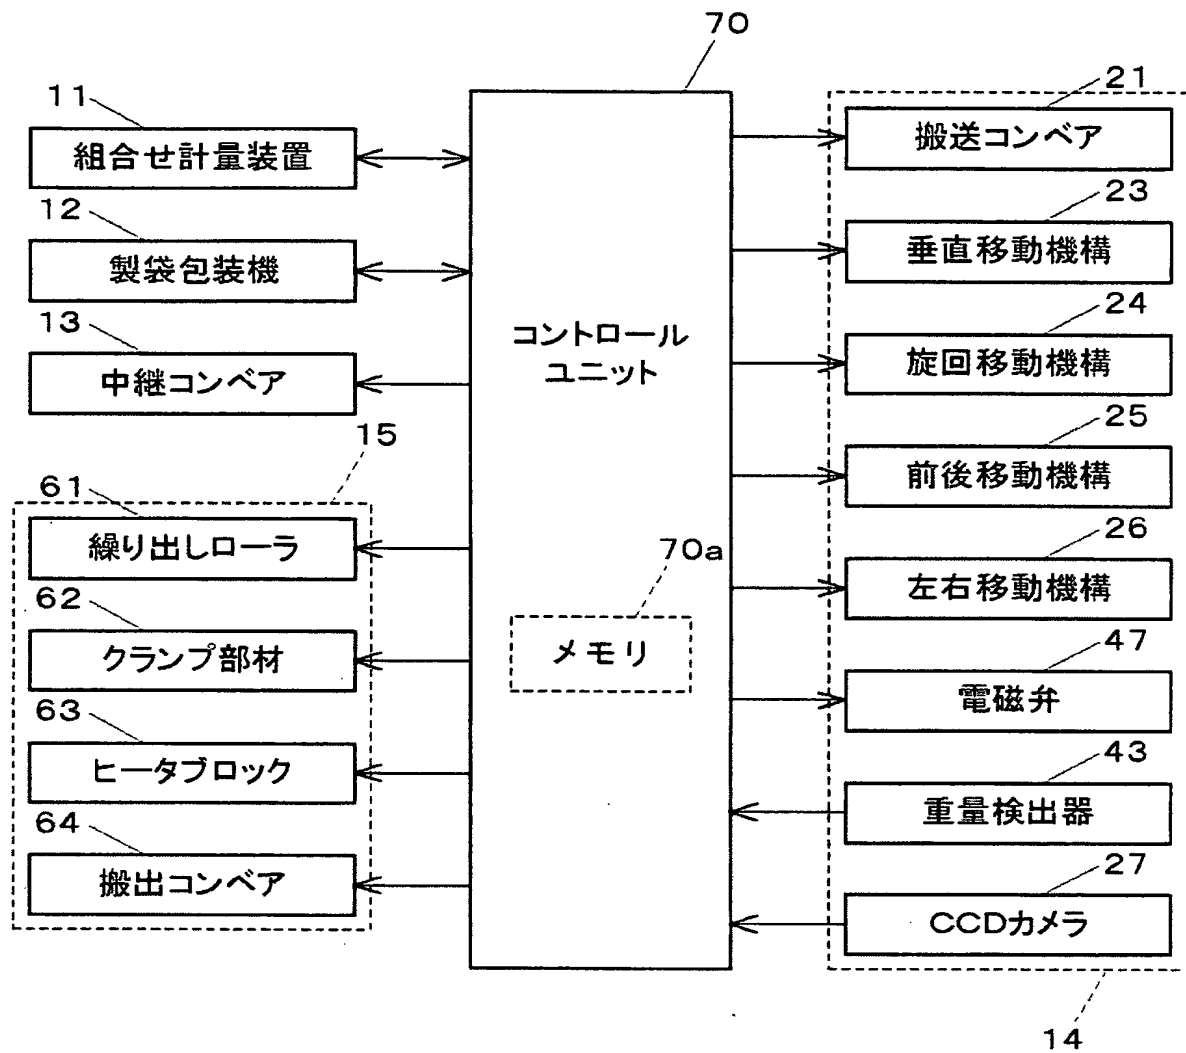 70
11
組合せ計量装置
12
製袋包装機
13
中継コンベア
15
61
繰り出しローラ
62
クランプ部材
63
ヒータブロック
64
搬出コンベア
コントロール
ユニット
70a
メモリ
21
搬送コンベア
23
垂直移動機構
24
旋回移動機構
25
前後移動機構
26
左右移動機構
47
電磁弁
43
重量検出器
27
CCDカメラ
14